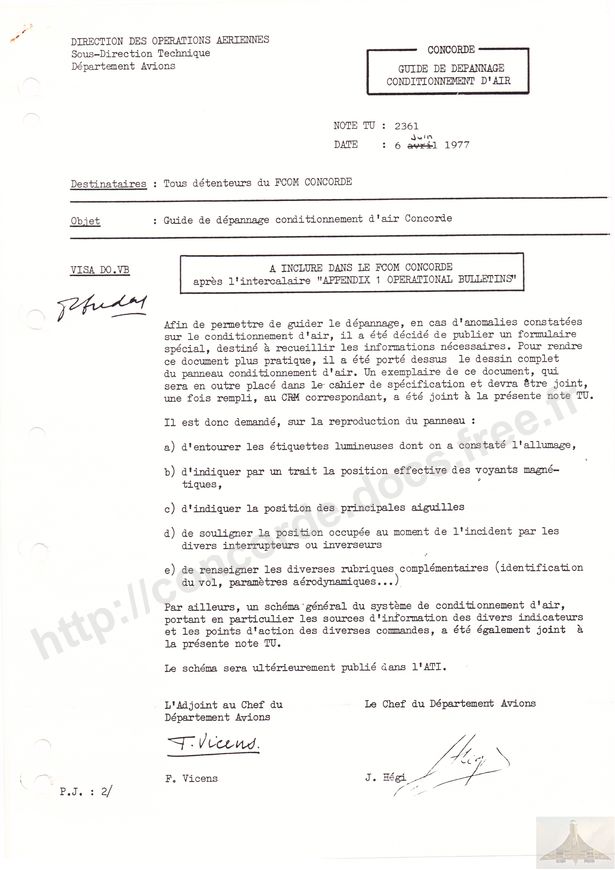 DIRECTION DES OPERATIONS AERIENNES
Sous-Direction Technique
Département Avions
CONCORDE
GUIDE DE DEPANNAGE
CONDITIONNEMENT D'AIR
NOTE TU : 2361
juin
DATE : 6 avril 1977
Destinataires : Tous détenteurs du FCOM CONCORDE
Objet : Guide de dépannage conditionnement d'air Concorde
VISA DO.VB
A INCLURE DANS LE FCOM CONCORDE
après l'intercalaire "APPENDIX 1 OPERATIONAL BULLETINS"
Afin de permettre de guider le dépannage, en cas d'anomalies constatées
sur le conditionnement d'air, il a été décidé de publier un formulaire
spécial, destiné à recueillir les informations nécessaires. Pour rendre
ce document plus pratique, il a été porté dessus le dessin complet
du panneau conditionnement d'air. Un exemplaire de ce document, qui
sera en outre placé dans le cahier de spécification et devra être joint,
une fois rempli, au CRM correspondant, a été joint à la présente note TU.
Il est donc demandé, sur la reproduction du panneau :
a) d'entourer les étiquettes lumineuses dont on a constaté l'allumage,
b) d'indiquer par un trait la position effective des voyants magné-
tiques,
c) d'indiquer la position des principales aiguilles
d) de souligner la position occupée au moment de l'incident par les
divers interrupteurs ou inverseurs
e) de renseigner les diverses rubriques complémentaires (identification
du vol, paramètres aérodynamiques...)
Par ailleurs, un schéma général du système de conditionnement d'air,
portant en particulier les sources d'information des divers indicateurs
et les points d'action des diverses commandes, a été également joint à
la présente note TU.
Le schéma sera ultérieurement publié dans l'ATI.
L'Adjoint au Chef du
Département Avions
Le Chef du Département Avions
F. Vicens
Hégi
F. Vicens
J. Hégi
P.J. : 2/
http://concorde.docs.free.fr